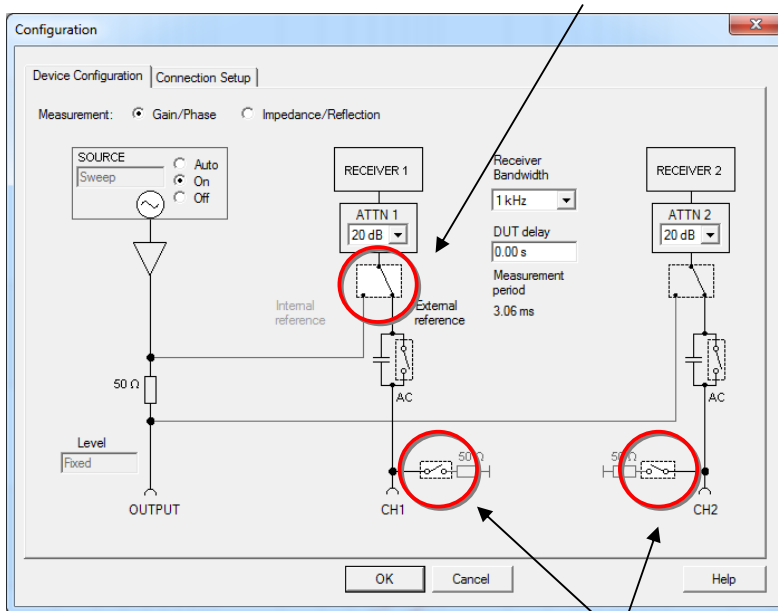 Configuration
Device Configuration
Connection Setup
Measurement:
Gain/Phase
Impedance/Reflection
SOURCE
Sweep
Auto
On
Off
RECEIVER 1
Receiver
Bandwidth
1 kHz
RECEIVER 2
ATTN 1
20 dB
DUT delay
0.00 s
ATTN 2
20 dB
Measurement
period
3.06 ms
Internal
reference
External
reference
50 Ω
AC
AC
Level
Fixed
50 Ω
50 Ω
OUTPUT
CH1
CH2
OK
Cancel
Help